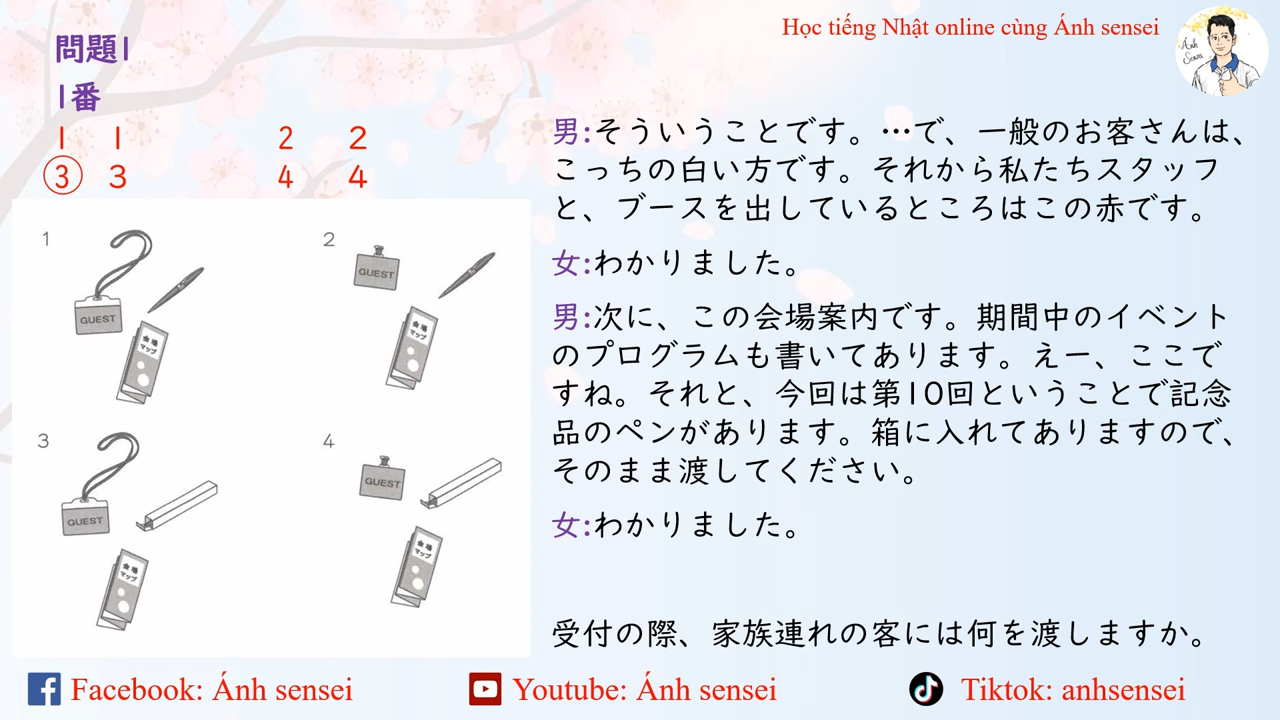 Học tiếng Nhật online cùng Ánh sensei
Ánh
Sensei
問題1
1番
1 1 2 2
③ 3 4 4
1
GUEST
会場
マップ
2
GUEST
会場
マップ
3
GUEST
会場
マップ
4
GUEST
会場
マップ
男:そういうことです。…で、一般のお客さんは、
こっちの白い方です。それから私たちスタッフ
と、ブースを出しているところはこの赤です。
女:わかりました。
男:次に、この会場案内です。期間中のイベント
のプログラムも書いてあります。えー、ここで
すね。それと、今回は第10回ということで記念
品のペンがあります。箱に入れてありますので、
そのまま渡してください。
女:わかりました。
受付の際、家族連れの客には何を渡しますか。
Facebook: Ánh sensei
Youtube: Ánh sensei
Tiktok: anhsensei